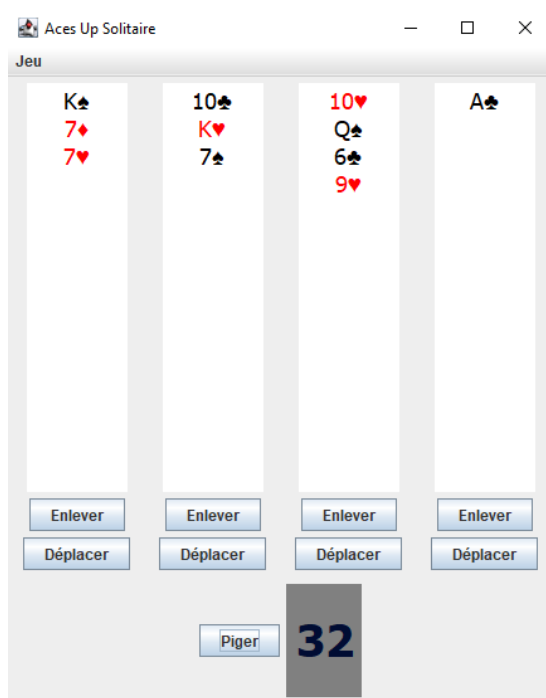 Aces Up Solitaire
Jeu
K♠ 10♣ 10♥ A♣
7♦ K♥ Q♠
7♥ 7♠ 6♣
9♥
Enlever Enlever Enlever Enlever
Déplacer Déplacer Déplacer Déplacer
Piger 32